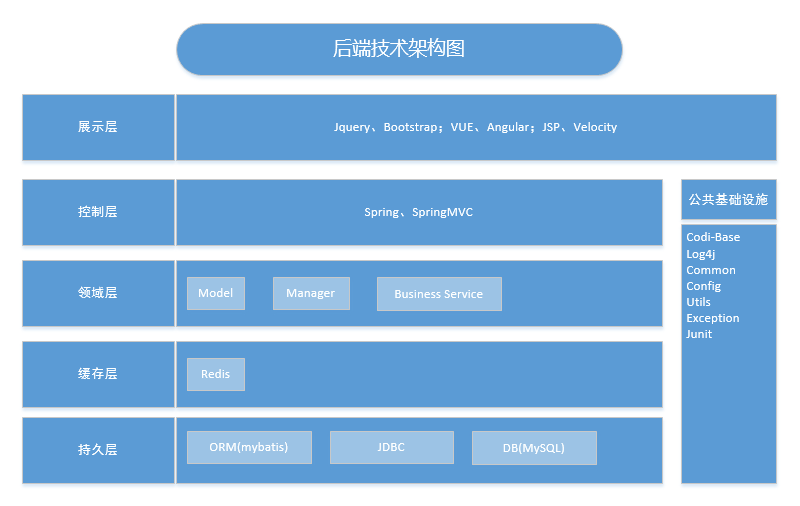 后端技术架构图
展示层
Jquery、Bootstrap；VUE、Angular；JSP、Velocity
控制层
Spring、SpringMVC
公共基础设施
Codi-Base
Log4j
Common
Config
Utils
Exception
Junit
领域层
Model
Manager
Business Service
缓存层
Redis
持久层
ORM(mybatis)
JDBC
DB(MySQL)